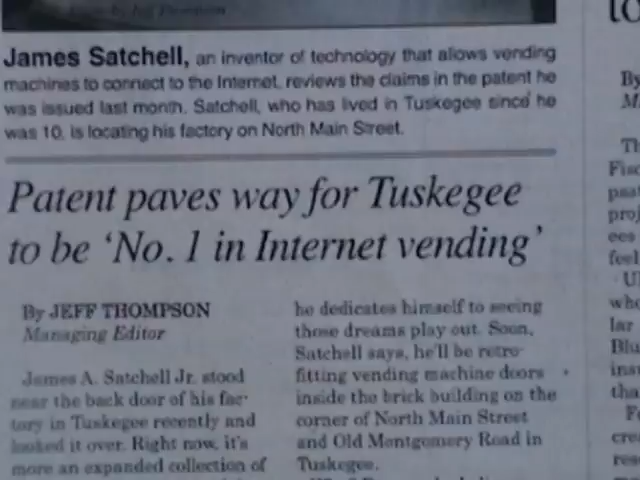 James Satchell, an inventor of technology that allows vending
machines to connect to the Internet, reviews the claims in the patent he
was issued last month. Satchell, who has lived in Tuskegee since he
was 10, is locating his factory on North Main Street.
Patent paves way for Tuskegee
to be ‘No. 1 in Internet vending’
By JEFF THOMPSON
Managing Editor
James A. Satchell Jr. stood
near the back door of his fac-
tory in Tuskegee recently and
looked it over. Right now, it's
more an expanded collection of
he dedicates himself to seeing
those dreams play out. Soon,
Satchell says, he'll be retro-
fitting vending machine doors
inside the brick building on the
corner of North Main Street
and Old Montgomery Road in
Tuskegee.
to
By